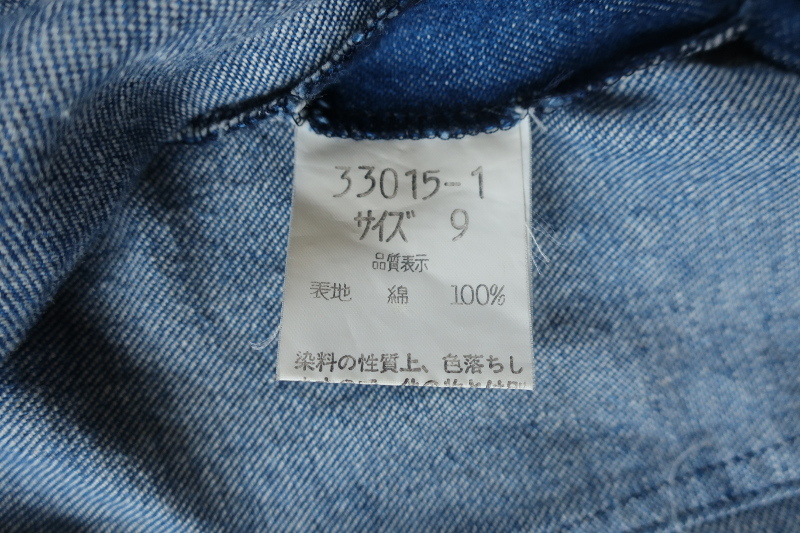 33015-1
サイズ 9
品質表示
表地 綿 100%
染料の性質上、色落ちし